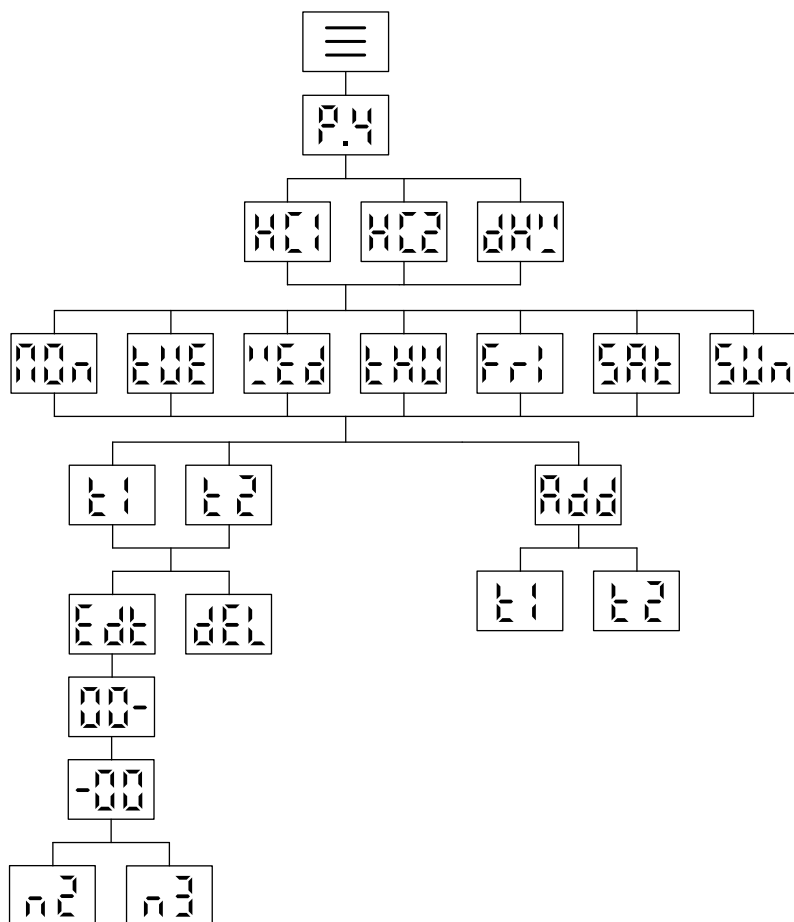 P.4
HC1 HC2 dHW
MOn tUE WEd tHU FrI SAt SUn
t1 t2 Add
t1 t2
Edt dEL
00-
-00
n2 n3